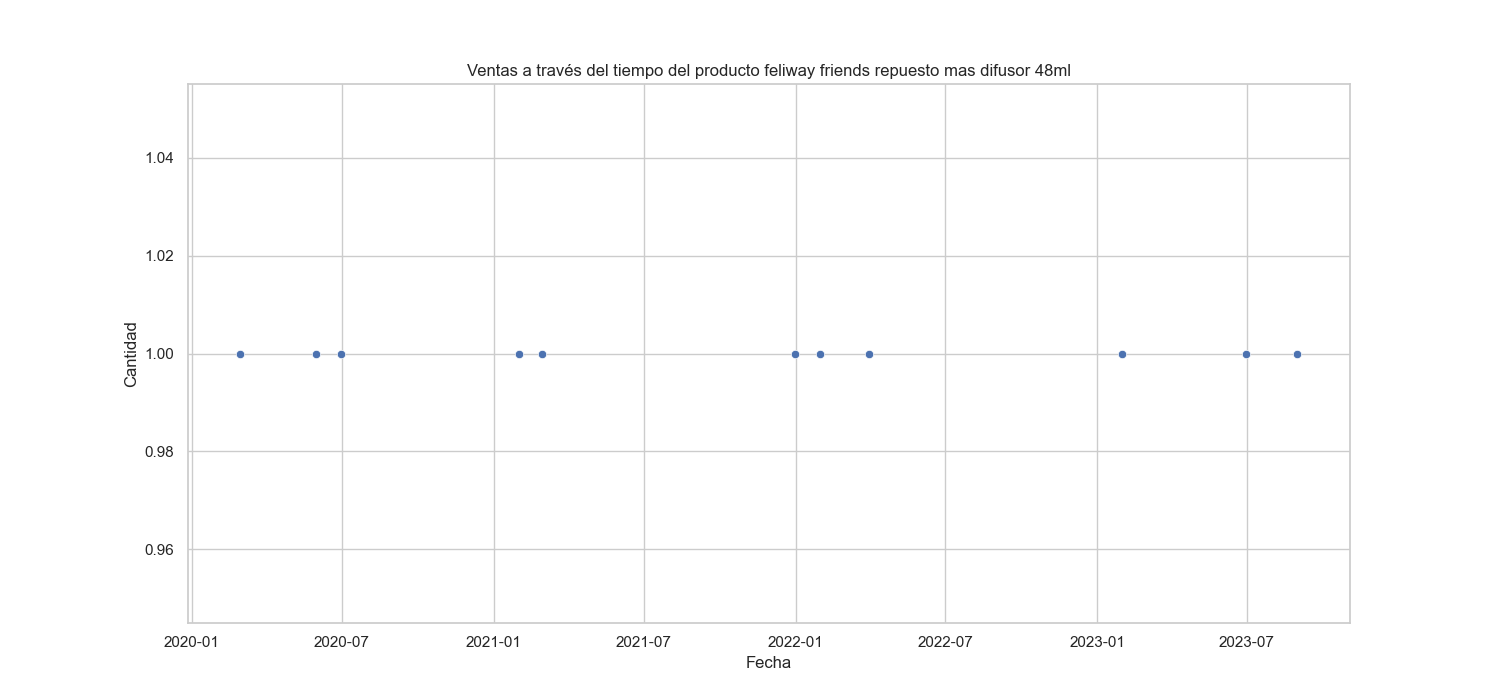 Ventas a través del tiempo del producto feliway friends repuesto mas difusor 48ml
1.04
1.02
1.00
0.98
0.96
Cantidad
2020-01 2020-07 2021-01 2021-07 2022-01 2022-07 2023-01 2023-07
Fecha